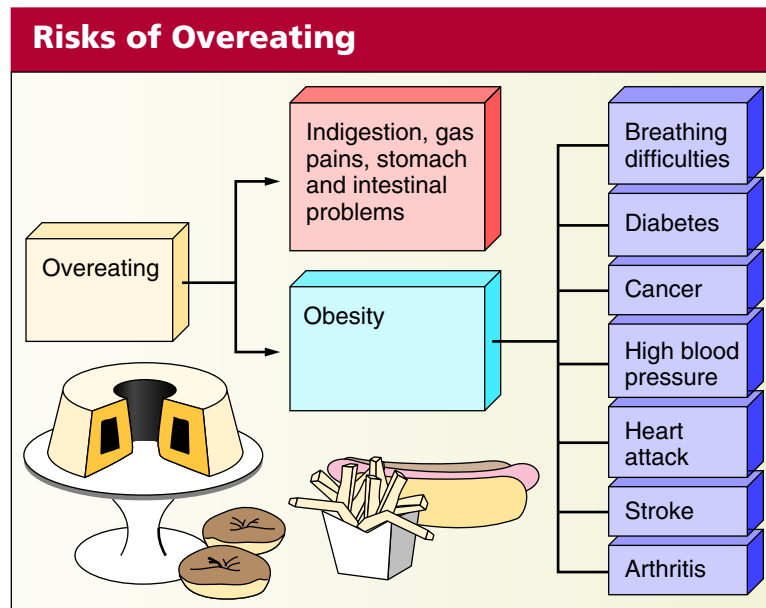 Risks of Overeating
Overeating
Indigestion, gas
pains, stomach
and intestinal
problems
Obesity
Breathing
difficulties
Diabetes
Cancer
High blood
pressure
Heart
attack
Stroke
Arthritis